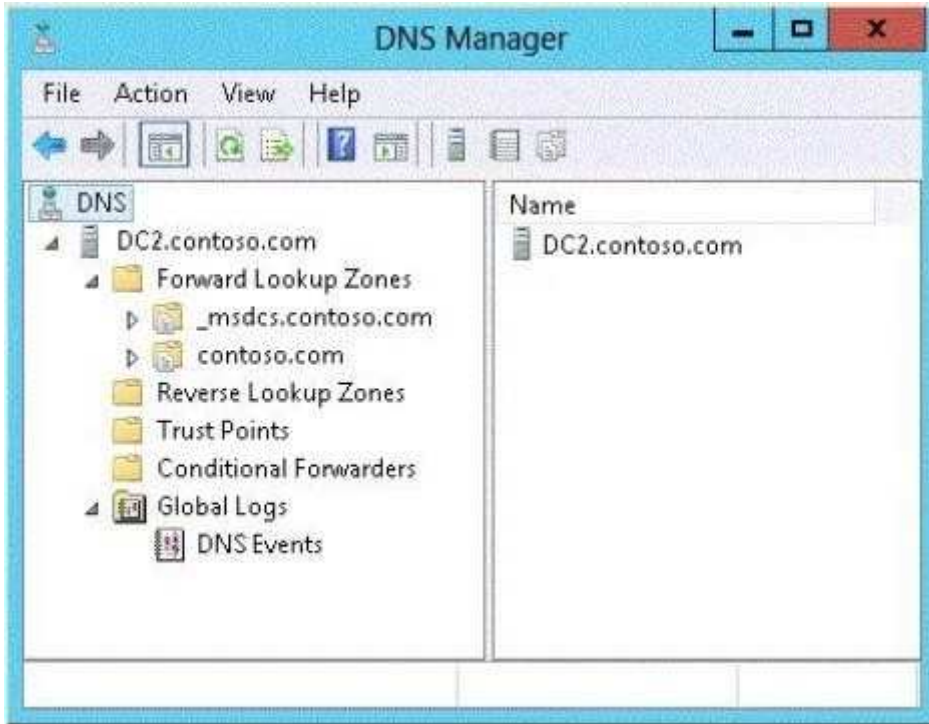 DNS Manager
File Action View Help
DNS
Name
DC2.contoso.com
DC2.contoso.com
Forward Lookup Zones
_msdcs.contoso.com
contoso.com
Reverse Lookup Zones
Trust Points
Conditional Forwarders
Global Logs
DNS Events